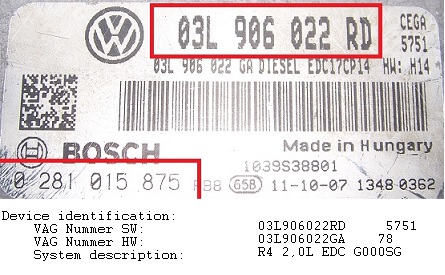 03L 906 022 RD CEGA
5751
03L 906 022 GA DIESEL EDC17CP14 HW: H14
BOSCH
Made in Hungary
1039S38801
0 281 015 875 G5B 11-10-07 1348 0362
Device identification:
VAG Nummer SW: 03L906022RD 5751
VAG Nummer HW: 03L906022GA 78
System description: R4 2,0L EDC G000SG